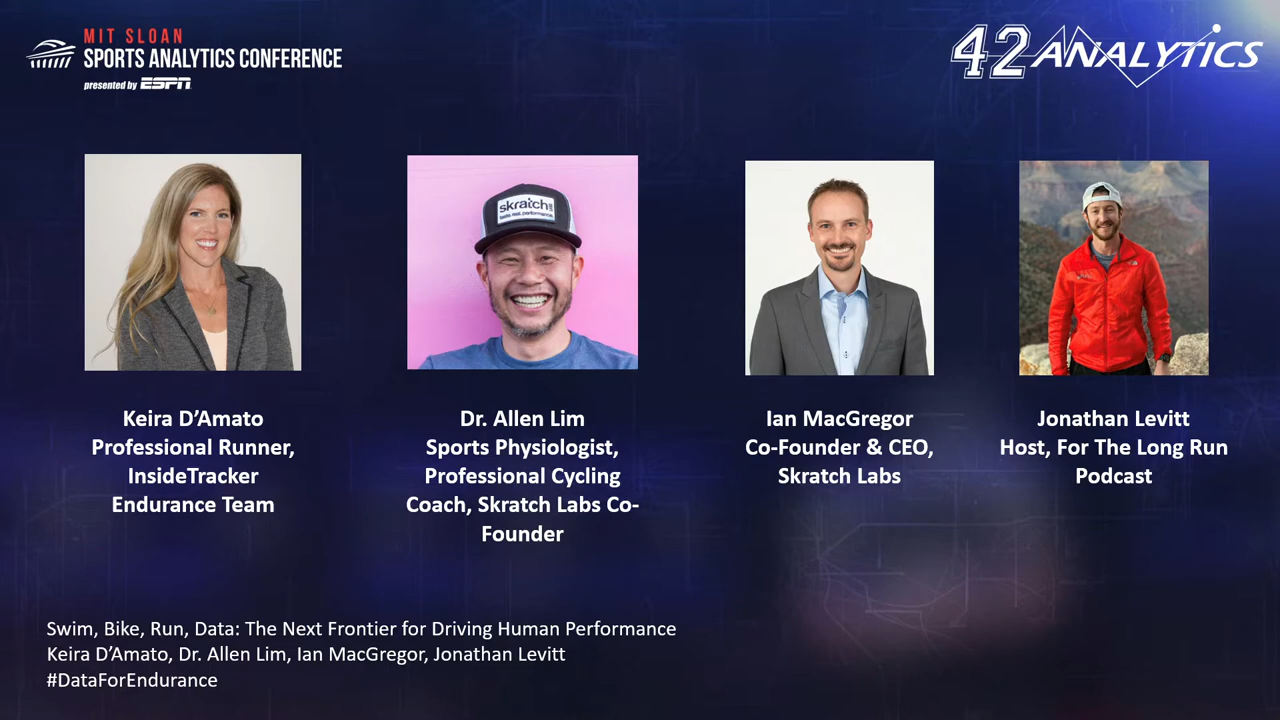 MIT SLOAN
SPORTS ANALYTICS CONFERENCE
presented by ESPN
42 ANALYTICS
skratch
Keira D’Amato
Professional Runner,
InsideTracker
Endurance Team
Dr. Allen Lim
Sports Physiologist,
Professional Cycling
Coach, Skratch Labs Co-
Founder
Ian MacGregor
Co-Founder & CEO,
Skratch Labs
Jonathan Levitt
Host, For The Long Run
Podcast
Swim, Bike, Run, Data: The Next Frontier for Driving Human Performance
Keira D’Amato, Dr. Allen Lim, Ian MacGregor, Jonathan Levitt
#DataForEndurance